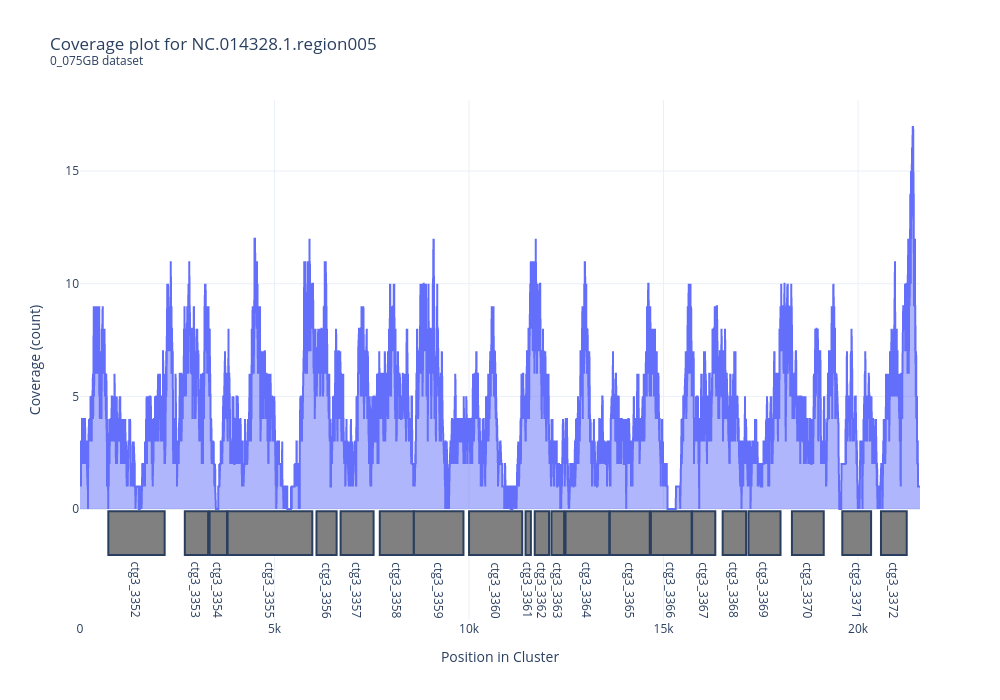 Coverage plot for NC.014328.1.region005
0_075GB dataset
Coverage (count)
15
10
5
0
ctg3_3352
ctg3_3353
ctg3_3354
ctg3_3355
ctg3_3356
ctg3_3357
ctg3_3358
ctg3_3359
ctg3_3360
ctg3_3361
ctg3_3362
ctg3_3363
ctg3_3364
ctg3_3365
ctg3_3366
ctg3_3367
ctg3_3368
ctg3_3369
ctg3_3370
ctg3_3371
ctg3_3372
0 5k 10k 15k 20k
Position in Cluster